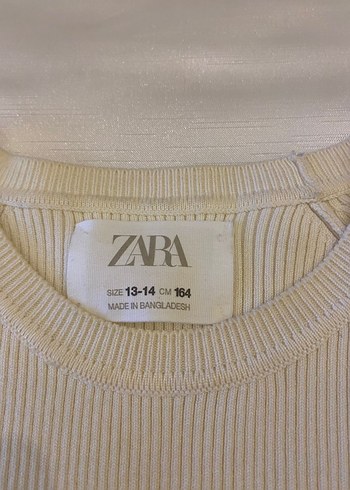 ZARA
SIZE 13-14 CM 164
MADE IN BANGLADESH